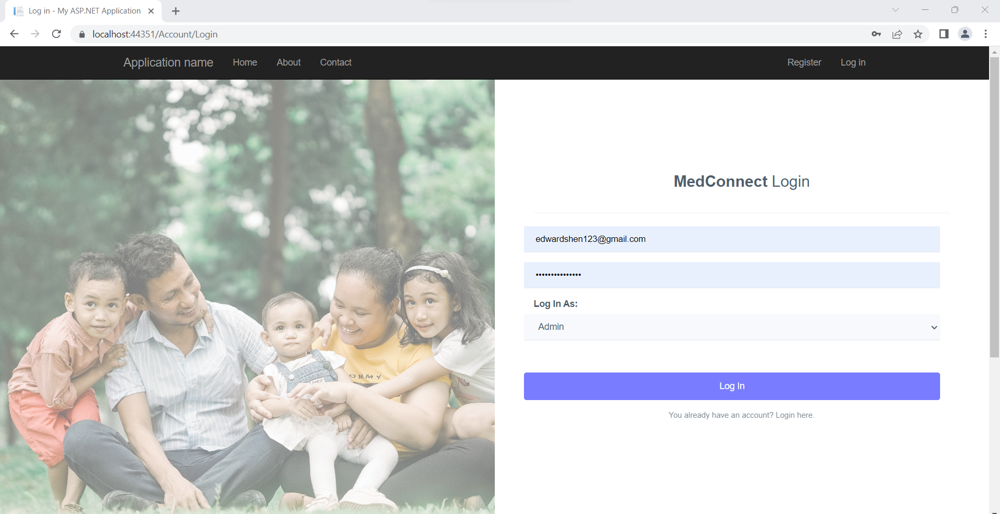 Log in - My ASP.NET Application
localhost:44351/Account/Login
Application name Home About Contact Register Log in
MedConnect Login
edwardshen123@gmail.com
•••••••••••••••
Log In As:
Admin
OMMY
Log In
You already have an account? Login here.